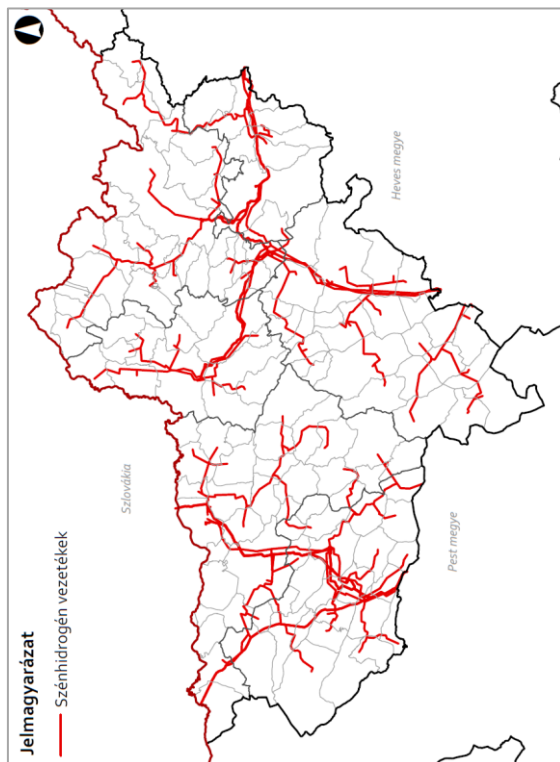 Jelmagyarázat
Szénhidrogén vezetékek
Szlovákia
Pest megye
Heves megye